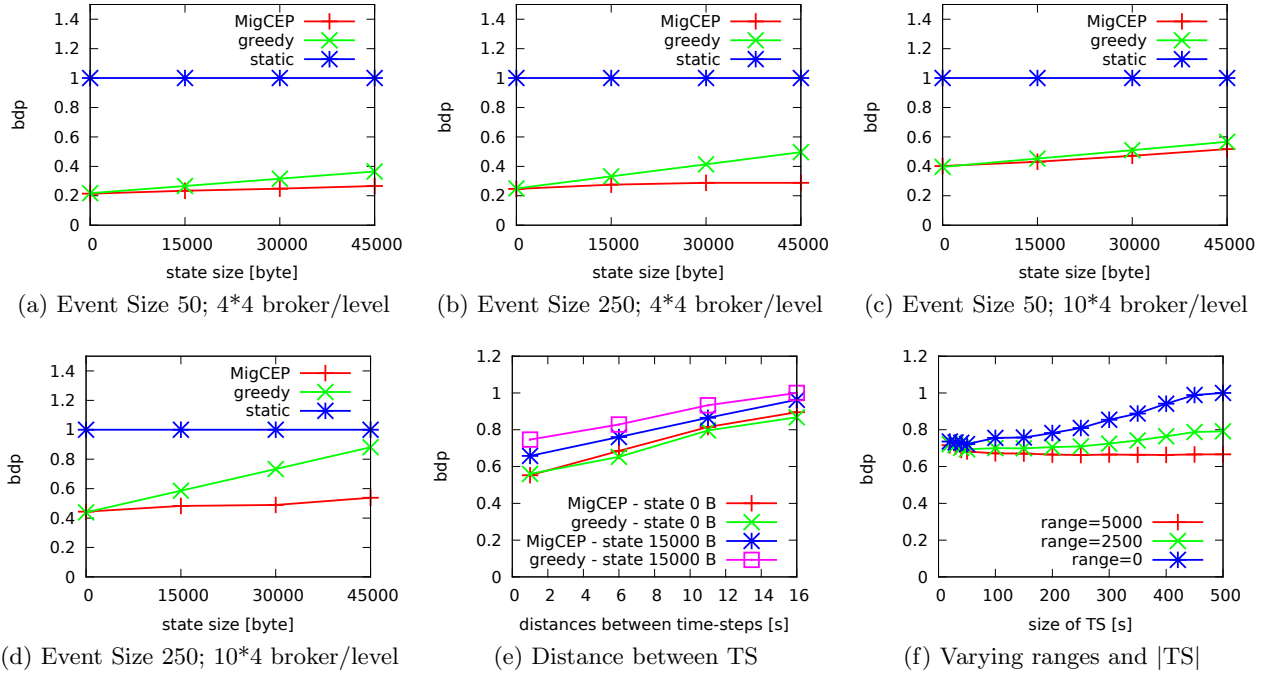 1.4
1.2
1
0.8
0.6
0.4
0.2
0
bdp
MigCEP
greedy
static
0 15000 30000 45000
state size [byte]
(a) Event Size 50; 4*4 broker/level
1.4
1.2
1
0.8
0.6
0.4
0.2
0
bdp
MigCEP
greedy
static
0 15000 30000 45000
state size [byte]
(b) Event Size 250; 4*4 broker/level
1.4
1.2
1
0.8
0.6
0.4
0.2
0
bdp
MigCEP
greedy
static
0 15000 30000 45000
state size [byte]
(c) Event Size 50; 10*4 broker/level
1.4
1.2
1
0.8
0.6
0.4
0.2
0
bdp
MigCEP
greedy
static
0 15000 30000 45000
state size [byte]
(d) Event Size 250; 10*4 broker/level
1.2
1
0.8
0.6
0.4
0.2
0
bdp
MigCEP - state 0 B
greedy - state 0 B
MigCEP - state 15000 B
greedy - state 15000 B
0 2 4 6 8 10 12 14 16
distances between time-steps [s]
(e) Distance between TS
1.2
1
0.8
0.6
0.4
0.2
0
bdp
range=5000
range=2500
range=0
100 200 300 400 500
size of TS [s]
(f) Varying ranges and |TS|